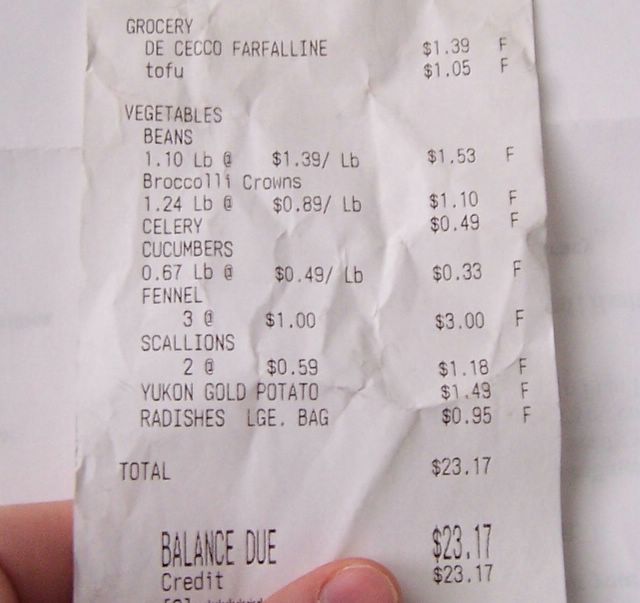 GROCERY
DE CECCO FARFALLINE $1.39 F
tofu $1.05 F
VEGETABLES
BEANS
1.10 Lb @ $1.39/ Lb $1.53 F
Broccolli Crowns
1.24 Lb @ $0.89/ Lb $1.10 F
CELERY $0.49 F
CUCUMBERS
0.67 Lb @ $0.49/ Lb $0.33 F
FENNEL
3 @ $1.00 $3.00 F
SCALLIONS
2 @ $0.59 $1.18 F
YUKON GOLD POTATO $1.49 F
RADISHES LGE. BAG $0.95 F
TOTAL $23.17
BALANCE DUE $23.17
Credit $23.17